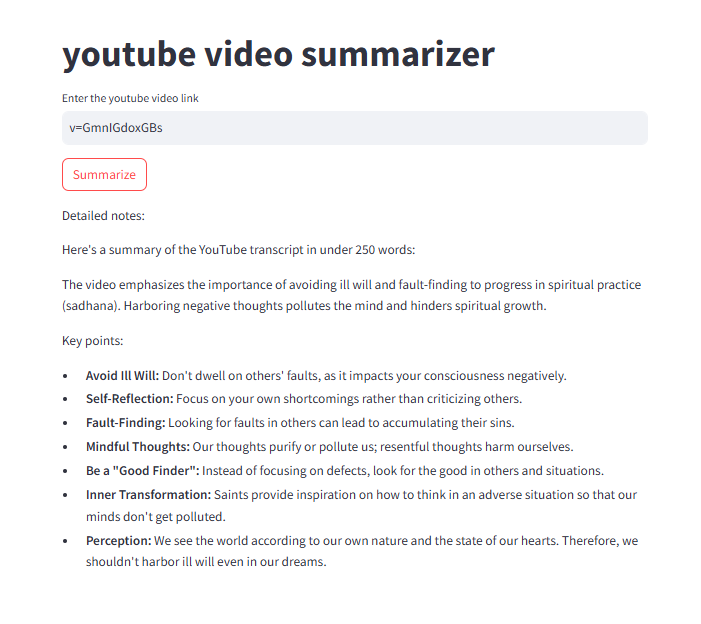 youtube video summarizer
Enter the youtube video link
v=GmnIGdoxGBs
Summarize
Detailed notes:
Here's a summary of the YouTube transcript in under 250 words:
The video emphasizes the importance of avoiding ill will and fault-finding to progress in spiritual practice
(sadhana). Harboring negative thoughts pollutes the mind and hinders spiritual growth.
Key points:
• Avoid Ill Will: Don't dwell on others' faults, as it impacts your consciousness negatively.
• Self-Reflection: Focus on your own shortcomings rather than criticizing others.
• Fault-Finding: Looking for faults in others can lead to accumulating their sins.
• Mindful Thoughts: Our thoughts purify or pollute us; resentful thoughts harm ourselves.
• Be a "Good Finder": Instead of focusing on defects, look for the good in others and situations.
• Inner Transformation: Saints provide inspiration on how to think in an adverse situation so that our
minds don't get polluted.
• Perception: We see the world according to our own nature and the state of our hearts. Therefore, we
shouldn't harbor ill will even in our dreams.